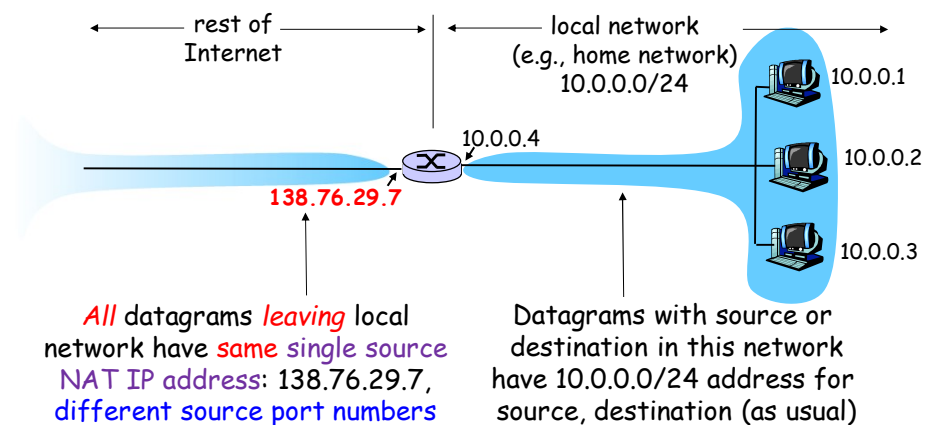 rest of
Internet
local network
(e.g., home network)
10.0.0.0/24
10.0.0.1
10.0.0.4
10.0.0.2
138.76.29.7
10.0.0.3
All datagrams leaving local
network have same single source
NAT IP address: 138.76.29.7,
different source port numbers
Datagrams with source or
destination in this network
have 10.0.0.0/24 address for
source, destination (as usual)